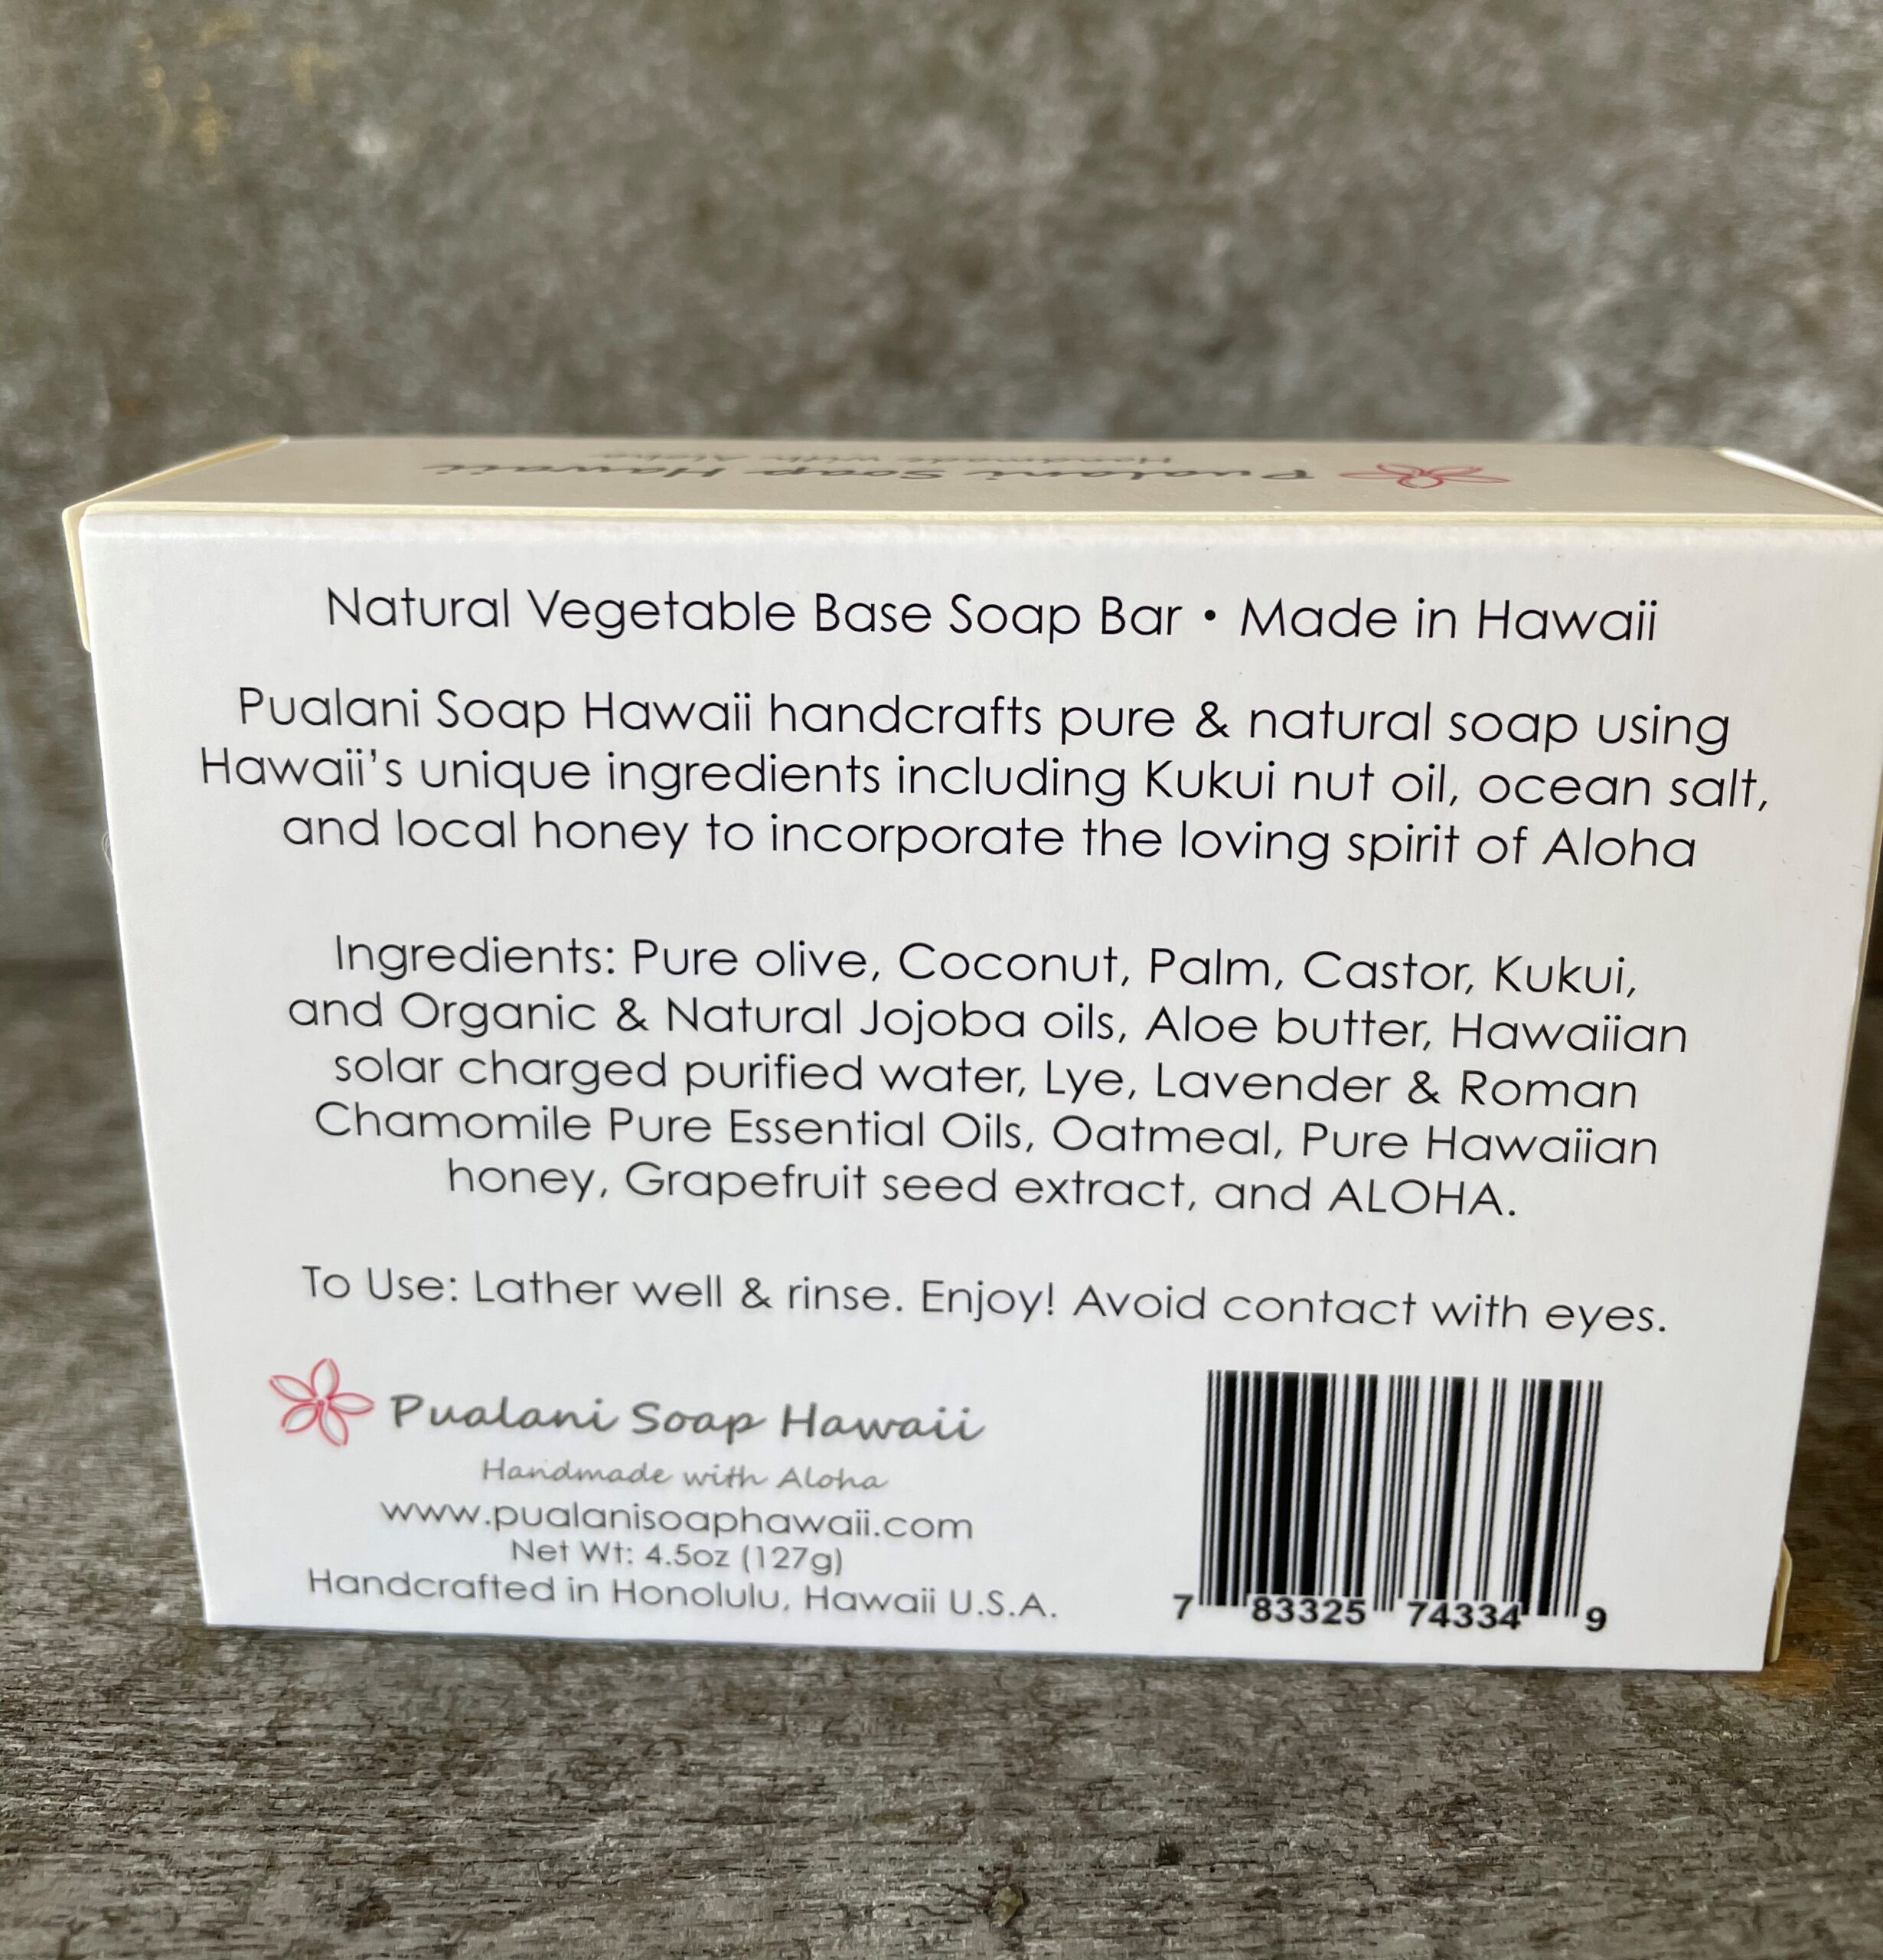 Pualani Soap Hawaii
Handmade with Aloha
Natural Vegetable Base Soap Bar • Made in Hawaii
Pualani Soap Hawaii handcrafts pure & natural soap using
Hawaii's unique ingredients including Kukui nut oil, ocean salt,
and local honey to incorporate the loving spirit of Aloha
Ingredients: Pure olive, Coconut, Palm, Castor, Kukui,
and Organic & Natural Jojoba oils, Aloe butter, Hawaiian
solar charged purified water, Lye, Lavender & Roman
Chamomile Pure Essential Oils, Oatmeal, Pure Hawaiian
honey, Grapefruit seed extract, and ALOHA.
To Use: Lather well & rinse. Enjoy! Avoid contact with eyes.
Pualani Soap Hawaii
Handmade with Aloha
www.pualanisoaphawaii.com
Net Wt: 4.5oz (127g)
Handcrafted in Honolulu, Hawaii U.S.A.
7 83325 74334 9